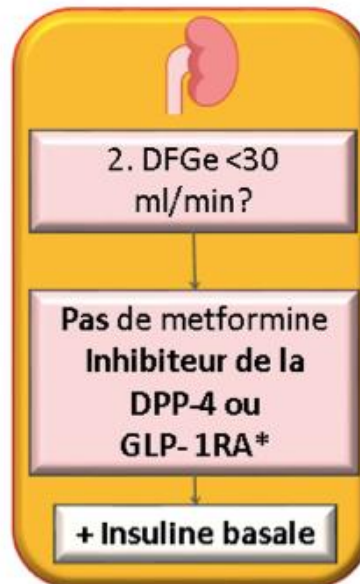 2. DFGe <30
ml/min?
Pas de metformine
Inhibiteur de la
DPP-4 ou
GLP- 1RA*
+ Insuline basale